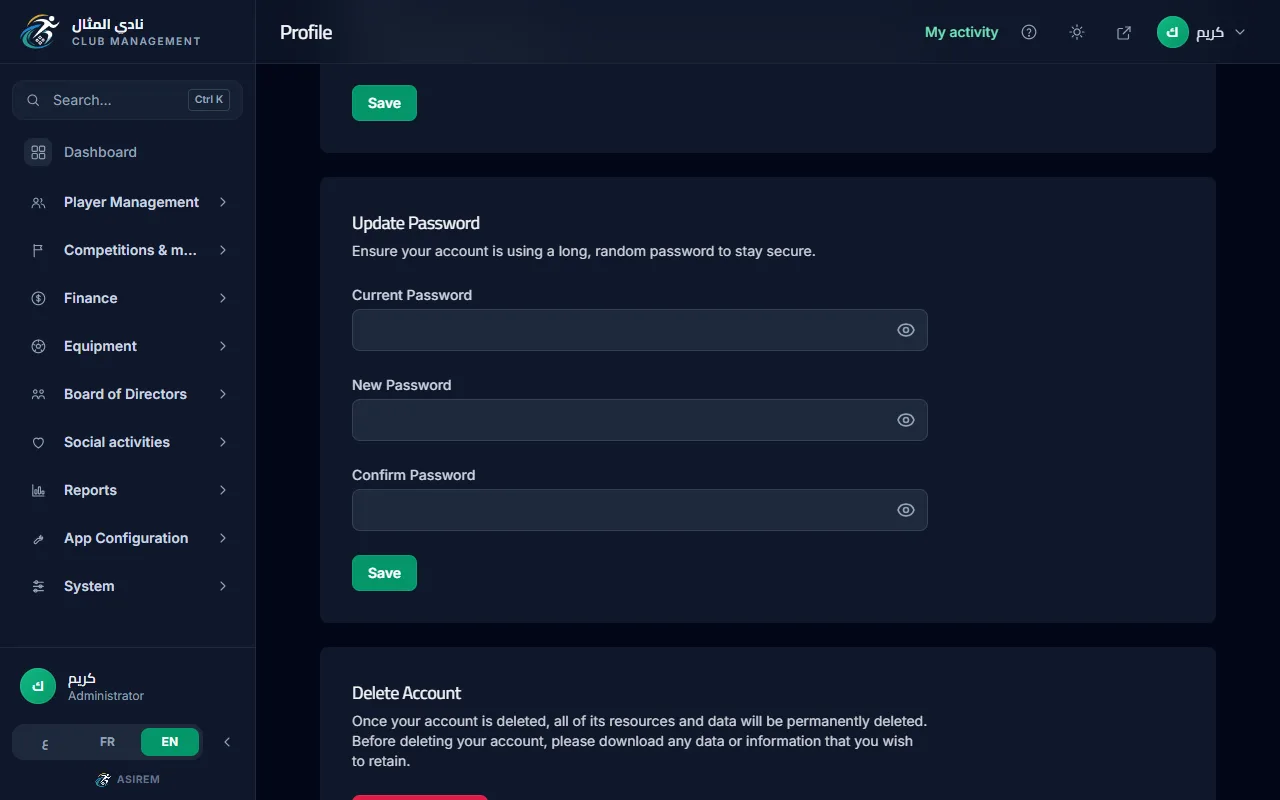 نادي المثال
CLUB MANAGEMENT
Search...
Ctrl K
Dashboard
Player Management
Competitions & m...
Finance
Equipment
Board of Directors
Social activities
Reports
App Configuration
System
كريم
Administrator
ع
FR
EN
ASIREM
Profile
My activity
ك
كريم
Save
Update Password
Ensure your account is using a long, random password to stay secure.
Current Password
New Password
Confirm Password
Save
Delete Account
Once your account is deleted, all of its resources and data will be permanently deleted.
Before deleting your account, please download any data or information that you wish
to retain.